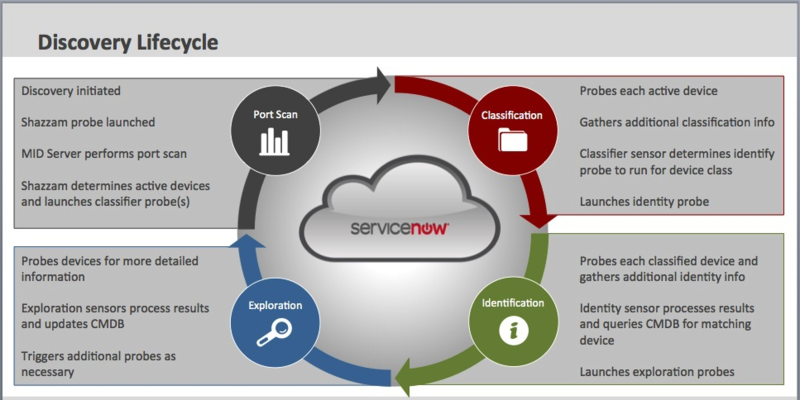 Discovery Lifecycle
Discovery initiated
Shazzam probe launched
MID Server performs port scan
Shazzam determines active devices
and launches classifier probe(s)
Port Scan
Classification
Probes each active device
Gathers additional classification info
Classifier sensor determines identify
probe to run for device class
Launches identity probe
servicenow
Probes devices for more detailed
information
Exploration sensors process results
and updates CMDB
Triggers additional probes as
necessary
Exploration
Identification
Probes each classified device and
gathers additional identity info
Identity sensor processes results
and queries CMDB for matching
device
Launches exploration probes